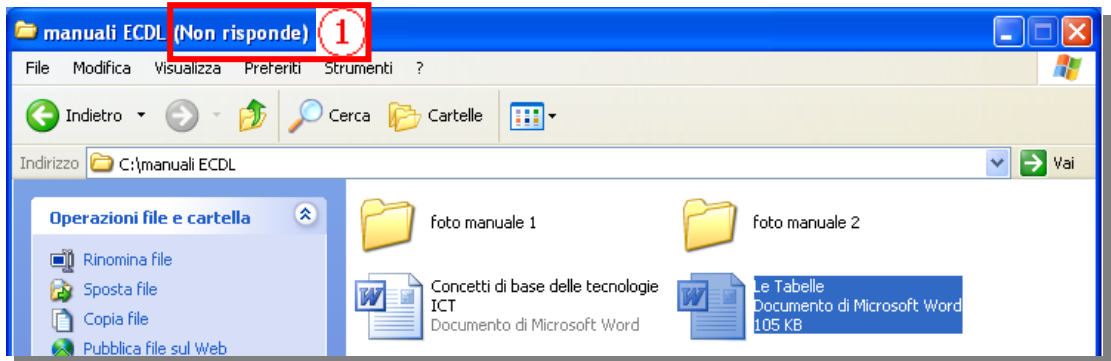 manuali ECDL (Non risponde) 1
File Modifica Visualizza Preferiti Strumenti ?
Indietro Cerca Cartelle
Indirizzo C:\manuali ECDL Vai
Operazioni file e cartella
Rinomina file
Sposta file
Copia file
Pubblica file sul Web
foto manuale 1
foto manuale 2
Concetti di base delle tecnologie
ICT
Documento di Microsoft Word
Le Tabelle
Documento di Microsoft Word
105 KB